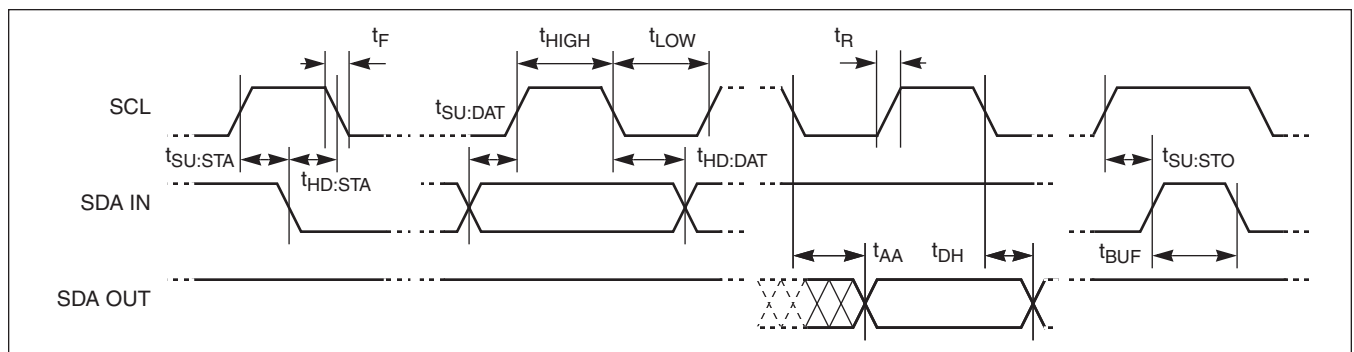 tF
tHIGH
tLOW
tR
SCL
tSU:DAT
tSU:STA
tHD:STA
tHD:DAT
tSU:STO
SDA IN
tAA
tDH
tBUF
SDA OUT